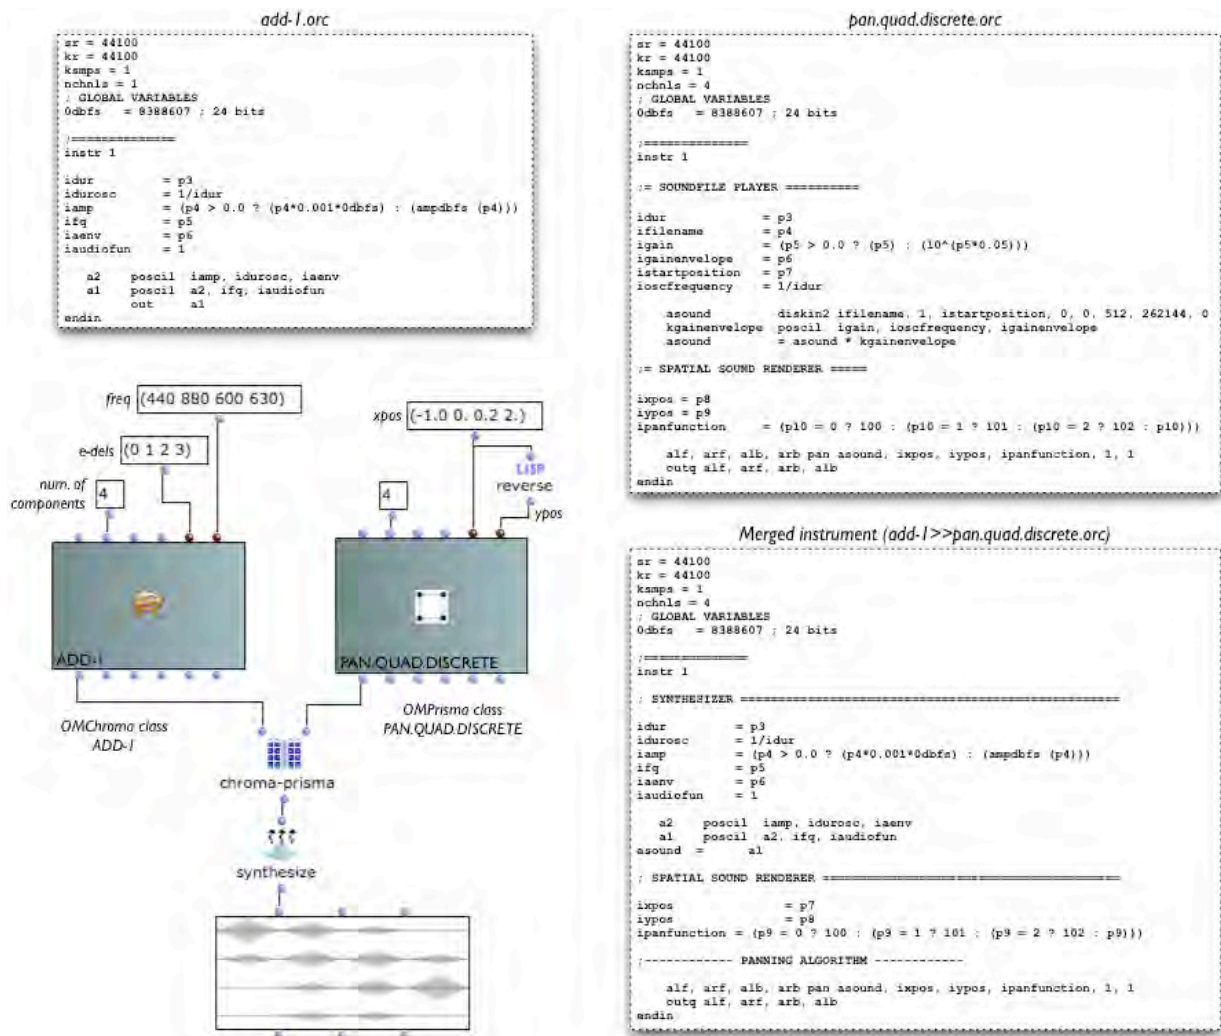 add-1.orc
sr = 44100
kr = 44100
ksmps = 1
nchnls = 1
; GLOBAL VARIABLES
0dbfs = 8388607 ; 24 bits
;==============
instr 1
idur = p3
idurosc = 1/idur
iamp = (p4 > 0.0 ? (p4*0.001*0dbfs) : (ampdbfs (p4)))
ifq = p5
iaenv = p6
iaudiofun = 1
a2 poscil iamp, idurosc, iaenv
a1 poscil a2, ifq, iaudiofun
out a1
endin
pan.quad.discrete.orc
sr = 44100
kr = 44100
ksmps = 1
nchnls = 4
; GLOBAL VARIABLES
0dbfs = 8388607 ; 24 bits
;==============
instr 1
;= SOUNDFILE PLAYER ==========
idur = p3
ifilename = p4
igain = (p5 > 0.0 ? (p5) : (10^(p5*0.05)))
igainenvelope = p6
istartposition = p7
ioscfrequency = 1/idur
asound diskin2 ifilename, 1, istartposition, 0, 0, 512, 262144, 0
kgainenvelope poscil igain, ioscfrequency, igainenvelope
asound = asound * kgainenvelope
;= SPATIAL SOUND RENDERER =====
ixpos = p8
iypos = p9
ipanfunction = (p10 = 0 ? 100 : (p10 = 1 ? 101 : (p10 = 2 ? 102 : p10)))
alf, arf, alb, arb pan asound, ixpos, iypos, ipanfunction, 1, 1
outq alf, arf, arb, alb
endin
freq (440 880 600 630)
e-dels (0 1 2 3)
num. of components 4
ADD-1
OMChroma class
ADD-1
xpos (-1.0 0. 0.2 2.)
LISP
reverse
4
ypos
PAN.QUAD.DISCRETE
OMPrisma class
PAN.QUAD.DISCRETE
chroma-prisma
synthesize
Merged instrument (add-1>>pan.quad.discrete.orc)
sr = 44100
kr = 44100
ksmps = 1
nchnls = 4
; GLOBAL VARIABLES
0dbfs = 8388607 ; 24 bits
;==============
instr 1
; SYNTHESIZER ====================================================
idur = p3
idurosc = 1/idur
iamp = (p4 > 0.0 ? (p4*0.001*0dbfs) : (ampdbfs (p4)))
ifq = p5
iaenv = p6
iaudiofun = 1
a2 poscil iamp, idurosc, iaenv
a1 poscil a2, ifq, iaudiofun
asound = a1
; SPATIAL SOUND RENDERER =========================================
ixpos = p7
iypos = p8
ipanfunction = (p9 = 0 ? 100 : (p9 = 1 ? 101 : (p9 = 2 ? 102 : p9)))
;------------ PANNING ALGORITHM ------------
alf, arf, alb, arb pan asound, ixpos, iypos, ipanfunction, 1, 1
outq alf, arf, arb, alb
endin